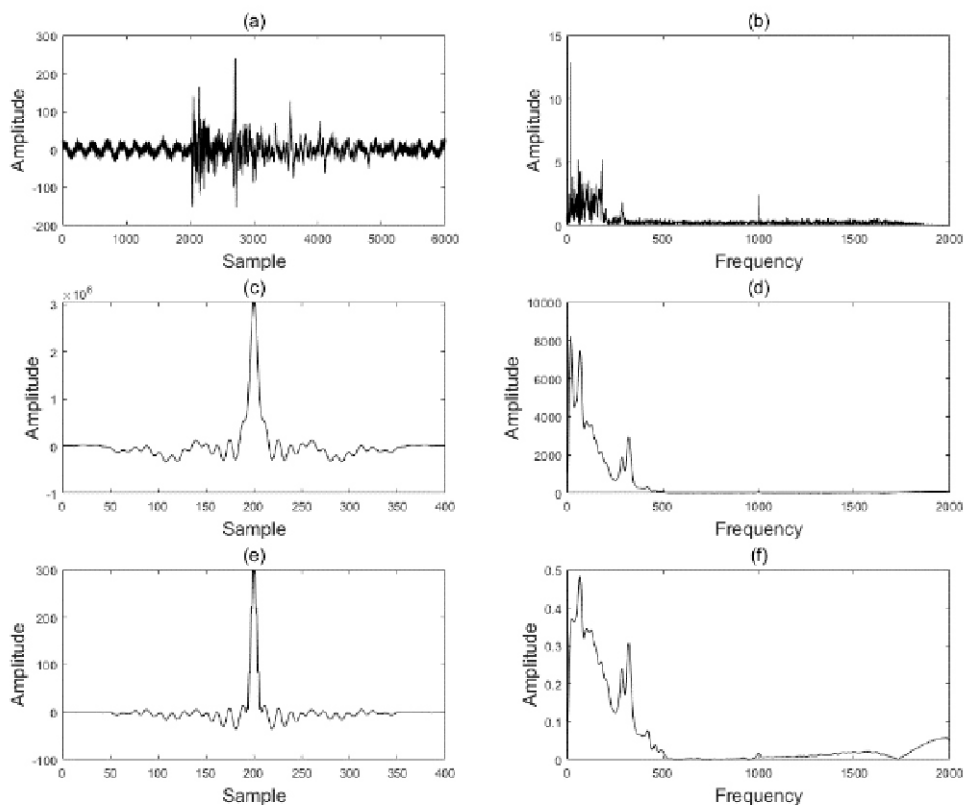 (a)
300
200
100
0
-100
-200
0 1000 2000 3000 4000 5000 6000
Amplitude
Sample
(b)
15
10
5
0
0 500 1000 1500 2000
Amplitude
Frequency
(c)
× 10⁶
3
2
1
0
-1
0 50 100 150 200 250 300 350 400
Amplitude
Sample
(d)
10000
8000
6000
4000
2000
0
0 500 1000 1500 2000
Amplitude
Frequency
(e)
300
200
100
0
-100
0 50 100 150 200 250 300 350 400
Amplitude
Sample
(f)
0.5
0.4
0.3
0.2
0.1
0
0 500 1000 1500 2000
Amplitude
Frequency